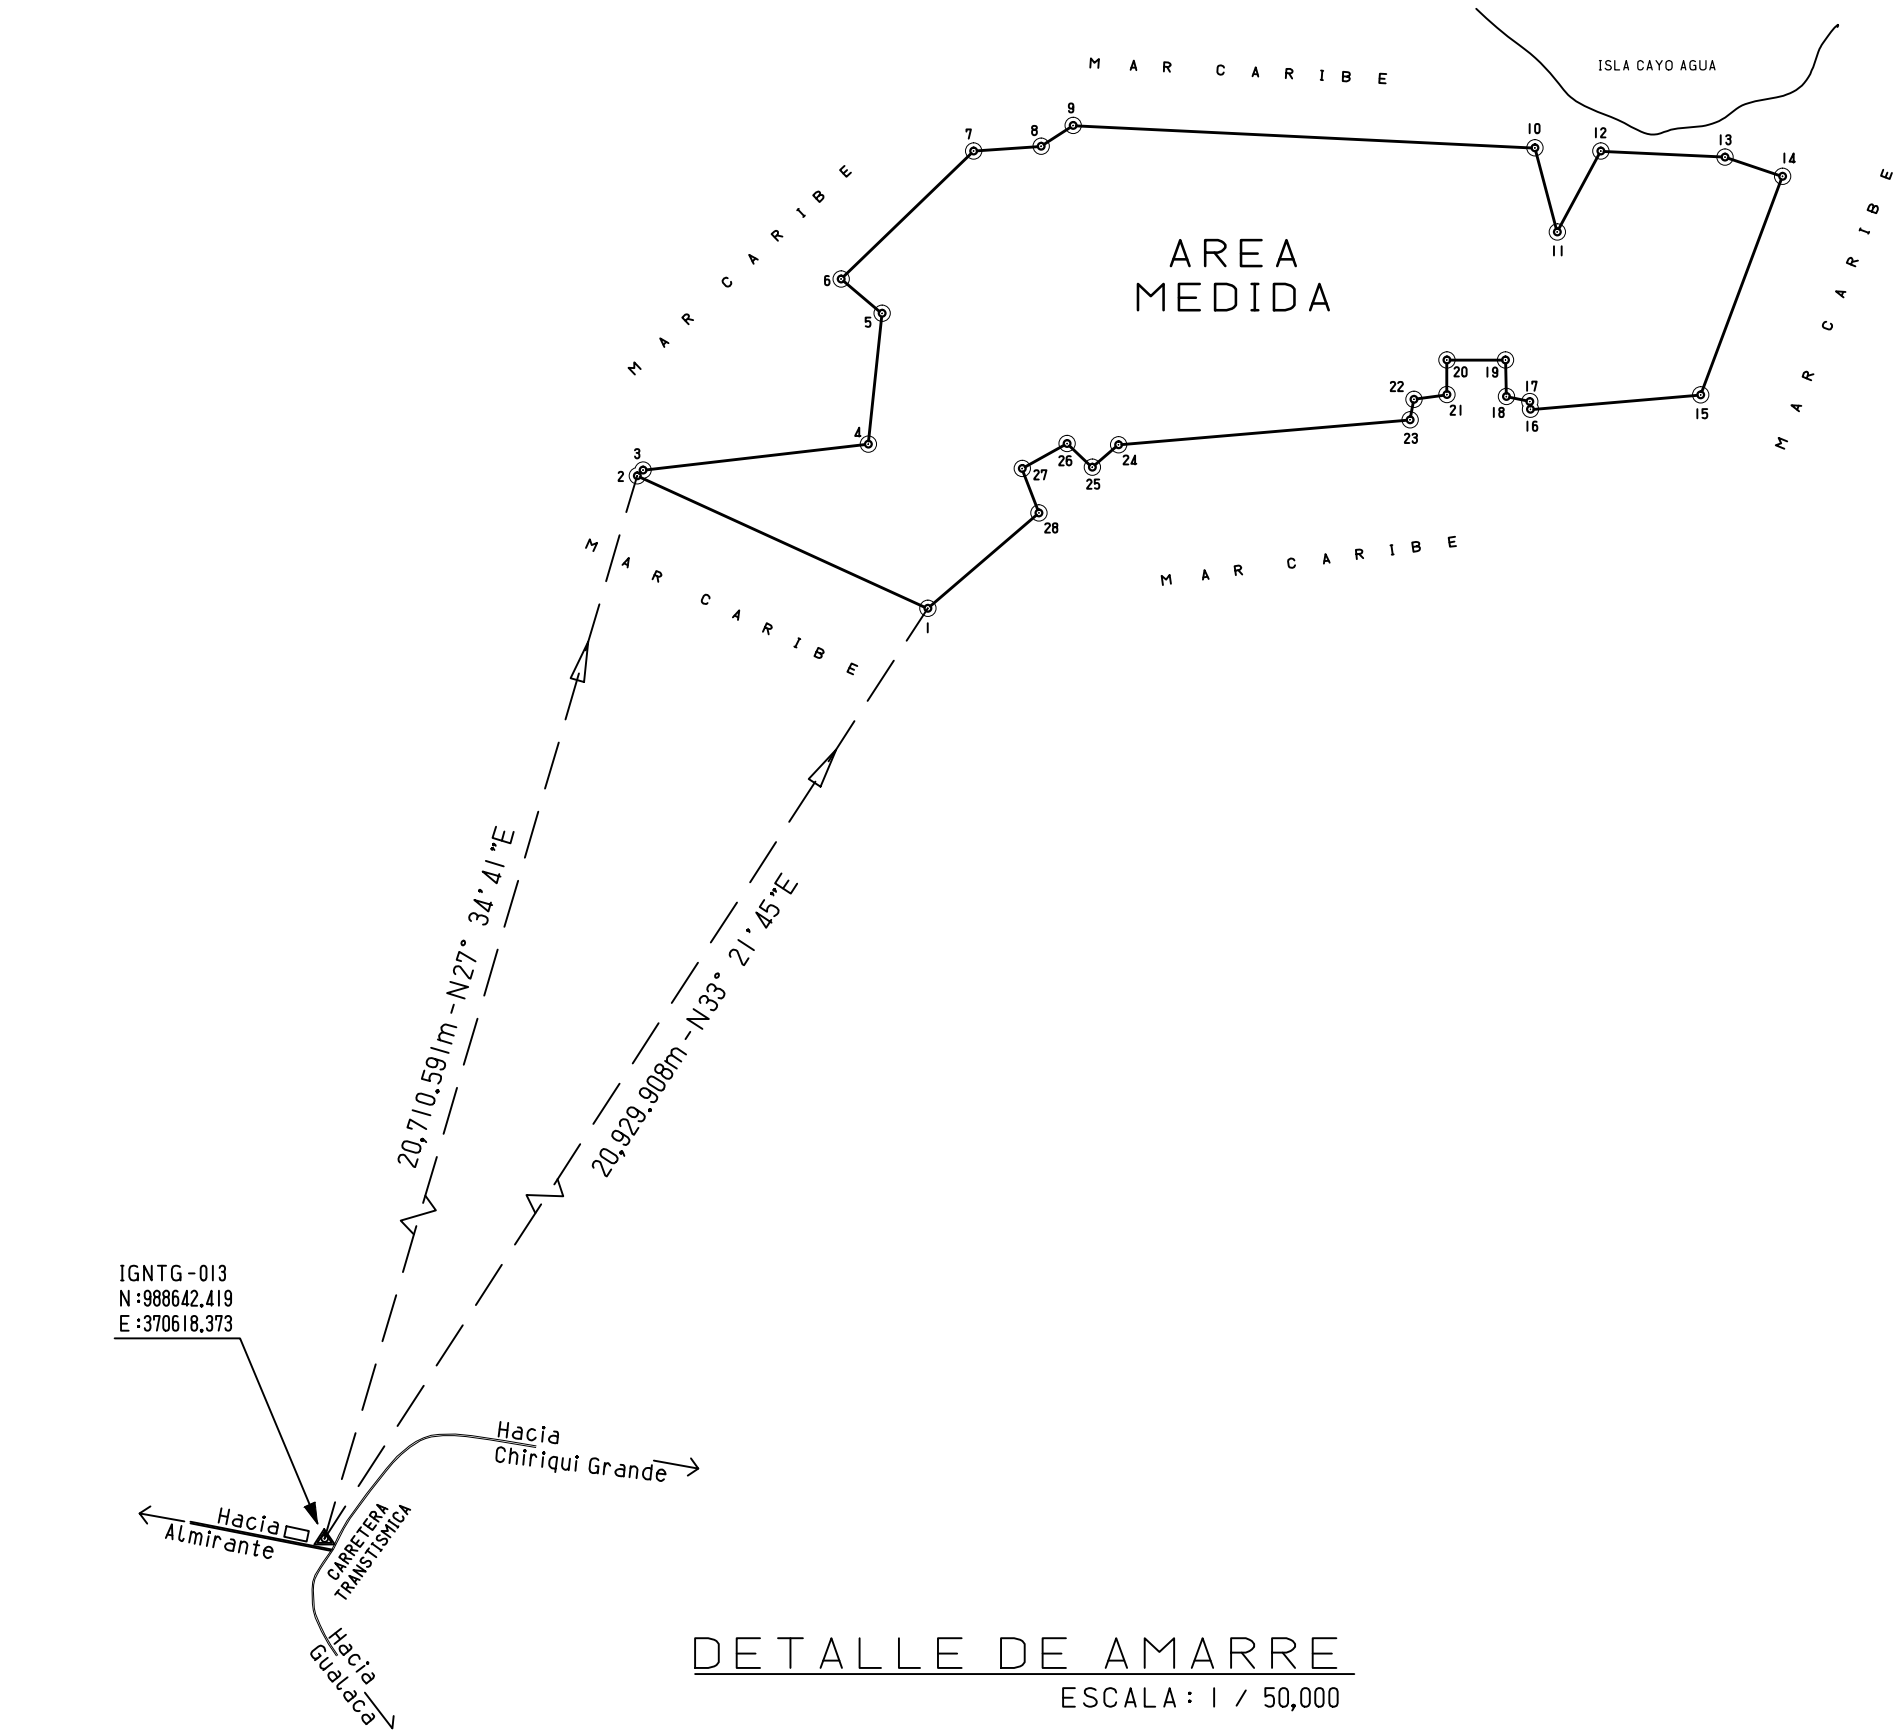 MAR CARIBE
ISLA CAYO AGUA
9
7
8
10
12
13
14
MAR CARIBE
MAR CARIBE
AREA
MEDIDA
11
6
5
20
19
22
17
21
18
15
16
23
4
3
2
26
24
27
25
28
MAR CARIBE
MAR CARIBE
1
20,710.591m-N27° 34'41"E
20,929.908m-N33° 21'45"E
IGNTG-013
N:988642.419
E:370618.373
Hacia
Chiriqui Grande
Hacia
Almirante
CARRETERA
TRANSTISMICA
Hacia
Gualaca
DETALLE DE AMARRE
ESCALA: 1 / 50,000